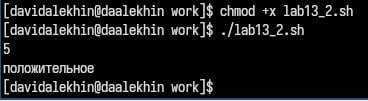 [davidalekhin@daalekhin work]$ chmod +x lab13_2.sh
[davidalekhin@daalekhin work]$ ./lab13_2.sh
5
положительное
[davidalekhin@daalekhin work]$